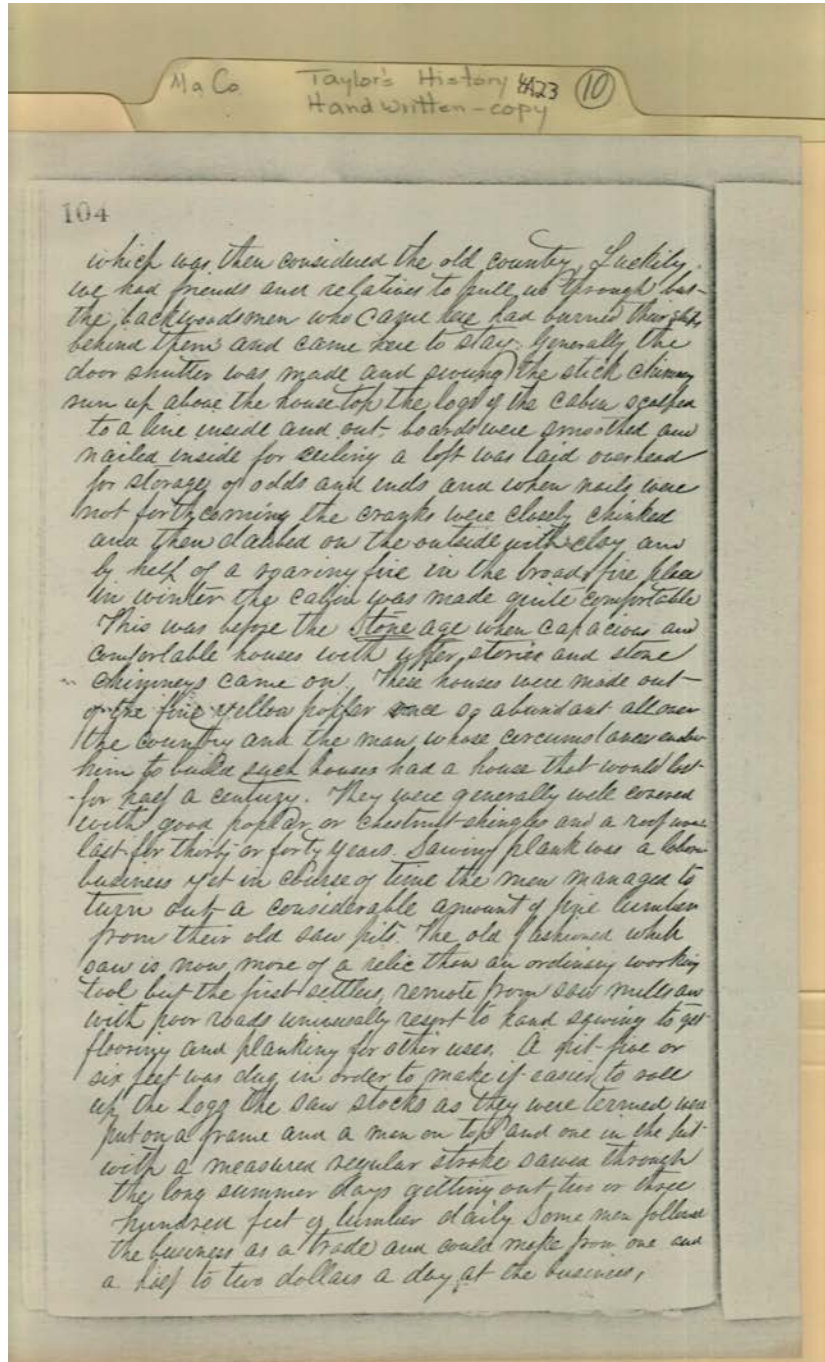 Ma Co Taylor's History 4A23 10
Handwritten-copy
104
which was then considered the old country, Luckily
we had friends and relatives to pull us through but
the backwoodsmen who came here had burned their ships
behind them and came here to stay. Generally the
door shutter was made and swung the stick chimney
run up above the house top the logs of the cabin scalped
to a line inside and out, boards were smoothed and
nailed inside for ceiling a loft was laid overhead
for storage of odds and ends and when nails were
not forthcoming the cranks were closely chinked
and then daubed on the outside with clay and
by help of a roaring fire in the broad fire place
in winter the cabin was made quite comfortable
This was before the Stone age when capacious and
comfortable houses with upper stories and stone
chimneys came on. These houses were made out
of the fine yellow poplar once so abundant all over
the country and the man whose circumstances
him to build such houses had a house that would last
for half a century. They were generally well covered
with good poplar or chestnut shingles and a roof would
last for thirty or forty years. Sawing plank was a
business yet in course of time the men managed to
turn out a considerable amount of fine lumber
from their old saw pits. The old fashioned whip
saw is now more of a relic than an ordinary working
tool but the first settlers, remote from saw mills and
with poor roads universally resort to hand sawing to get
flooring and planking for other uses. A pit five or
six feet was dug in order to make it easier to roll
up the Logg the saw stocks as they were termed were
put on a frame and a man on top and one in the pit
with a measured regular stroke sawed through
the long summer days getting out two or three
hundred feet of lumber daily. Some men followed
the business as a trade and could make from one and
a half to two dollars a day at the business,